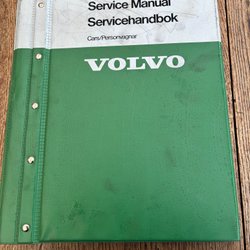 Service Manual
Servicehandbok
Cars/Personvagnar
VOLVO